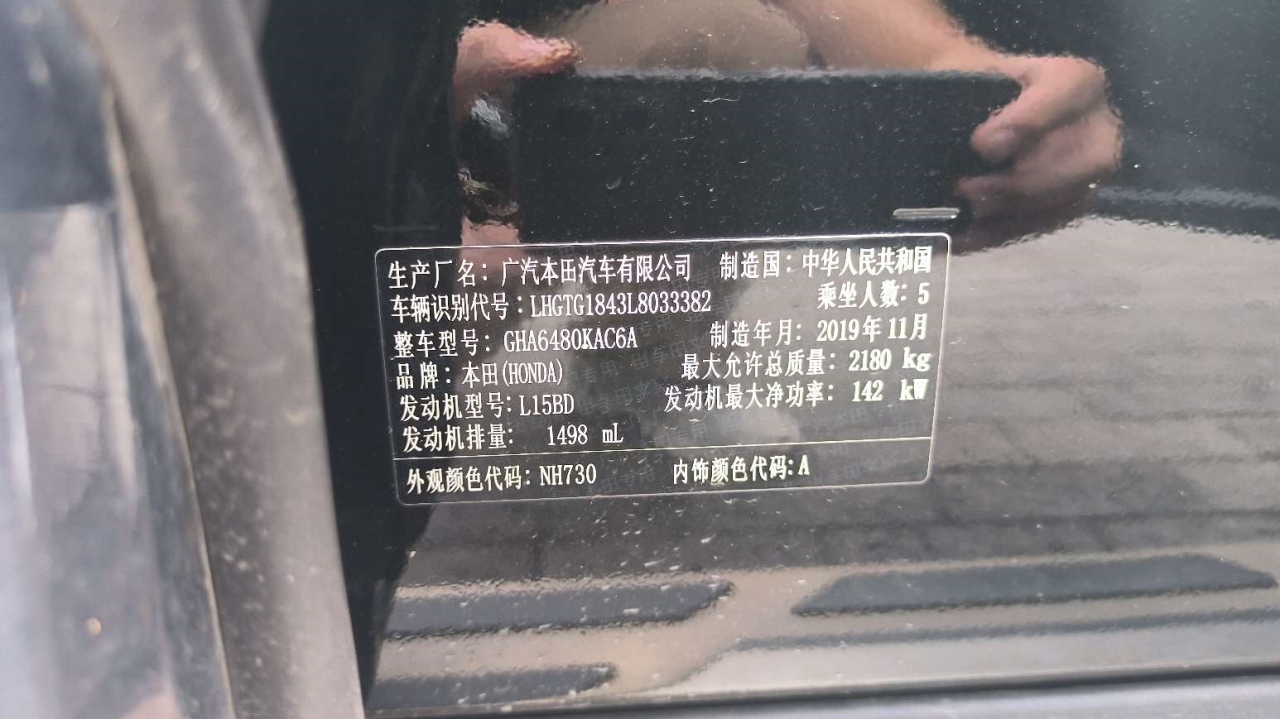 生产厂名：广汽本田汽车有限公司 制造国：中华人民共和国
车辆识别代号：LHGTG1843L8033382 乘坐人数：5
整车型号：GHA6480KAC6A 制造年月：2019年11月
品牌：本田(HONDA) 最大允许总质量：2180 kg
发动机型号：L15BD 发动机最大净功率：142 kW
发动机排量：1498 mL
外观颜色代码：NH730 内饰颜色代码：A